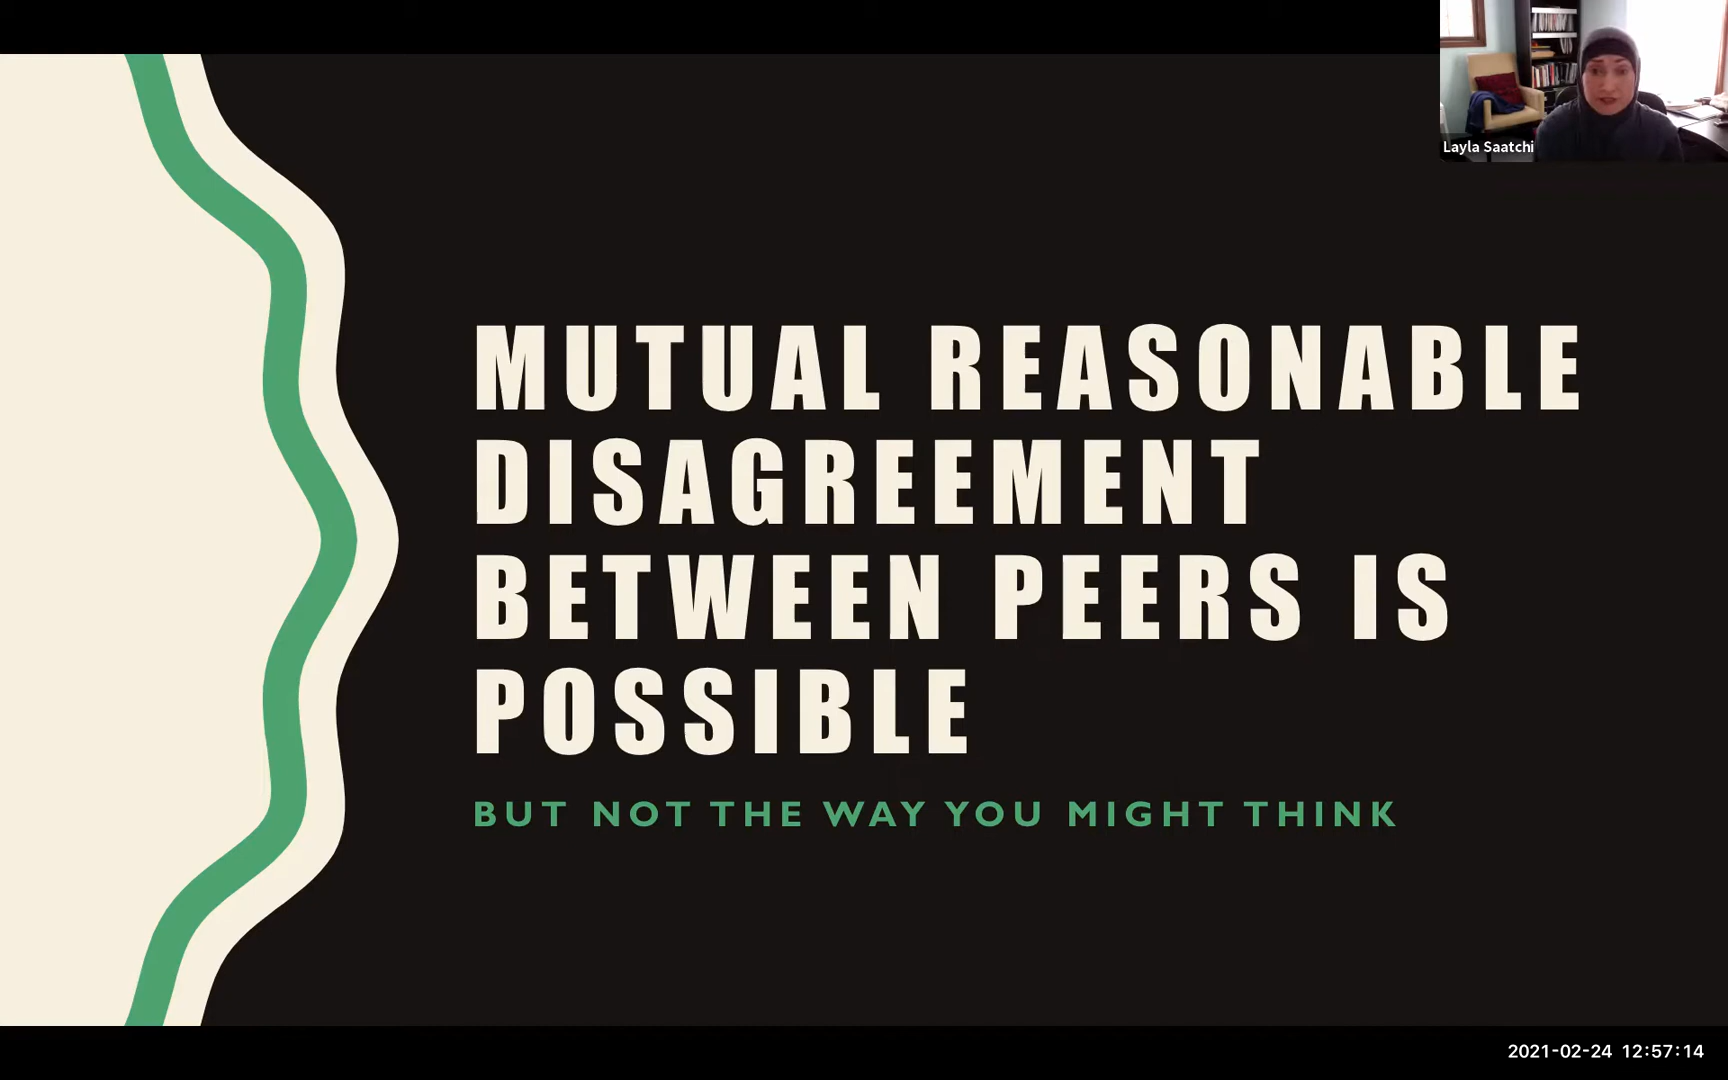 Layla Saatchi
MUTUAL REASONABLE
DISAGREEMENT
BETWEEN PEERS IS
POSSIBLE
BUT NOT THE WAY YOU MIGHT THINK
2021-02-24 12:57:14